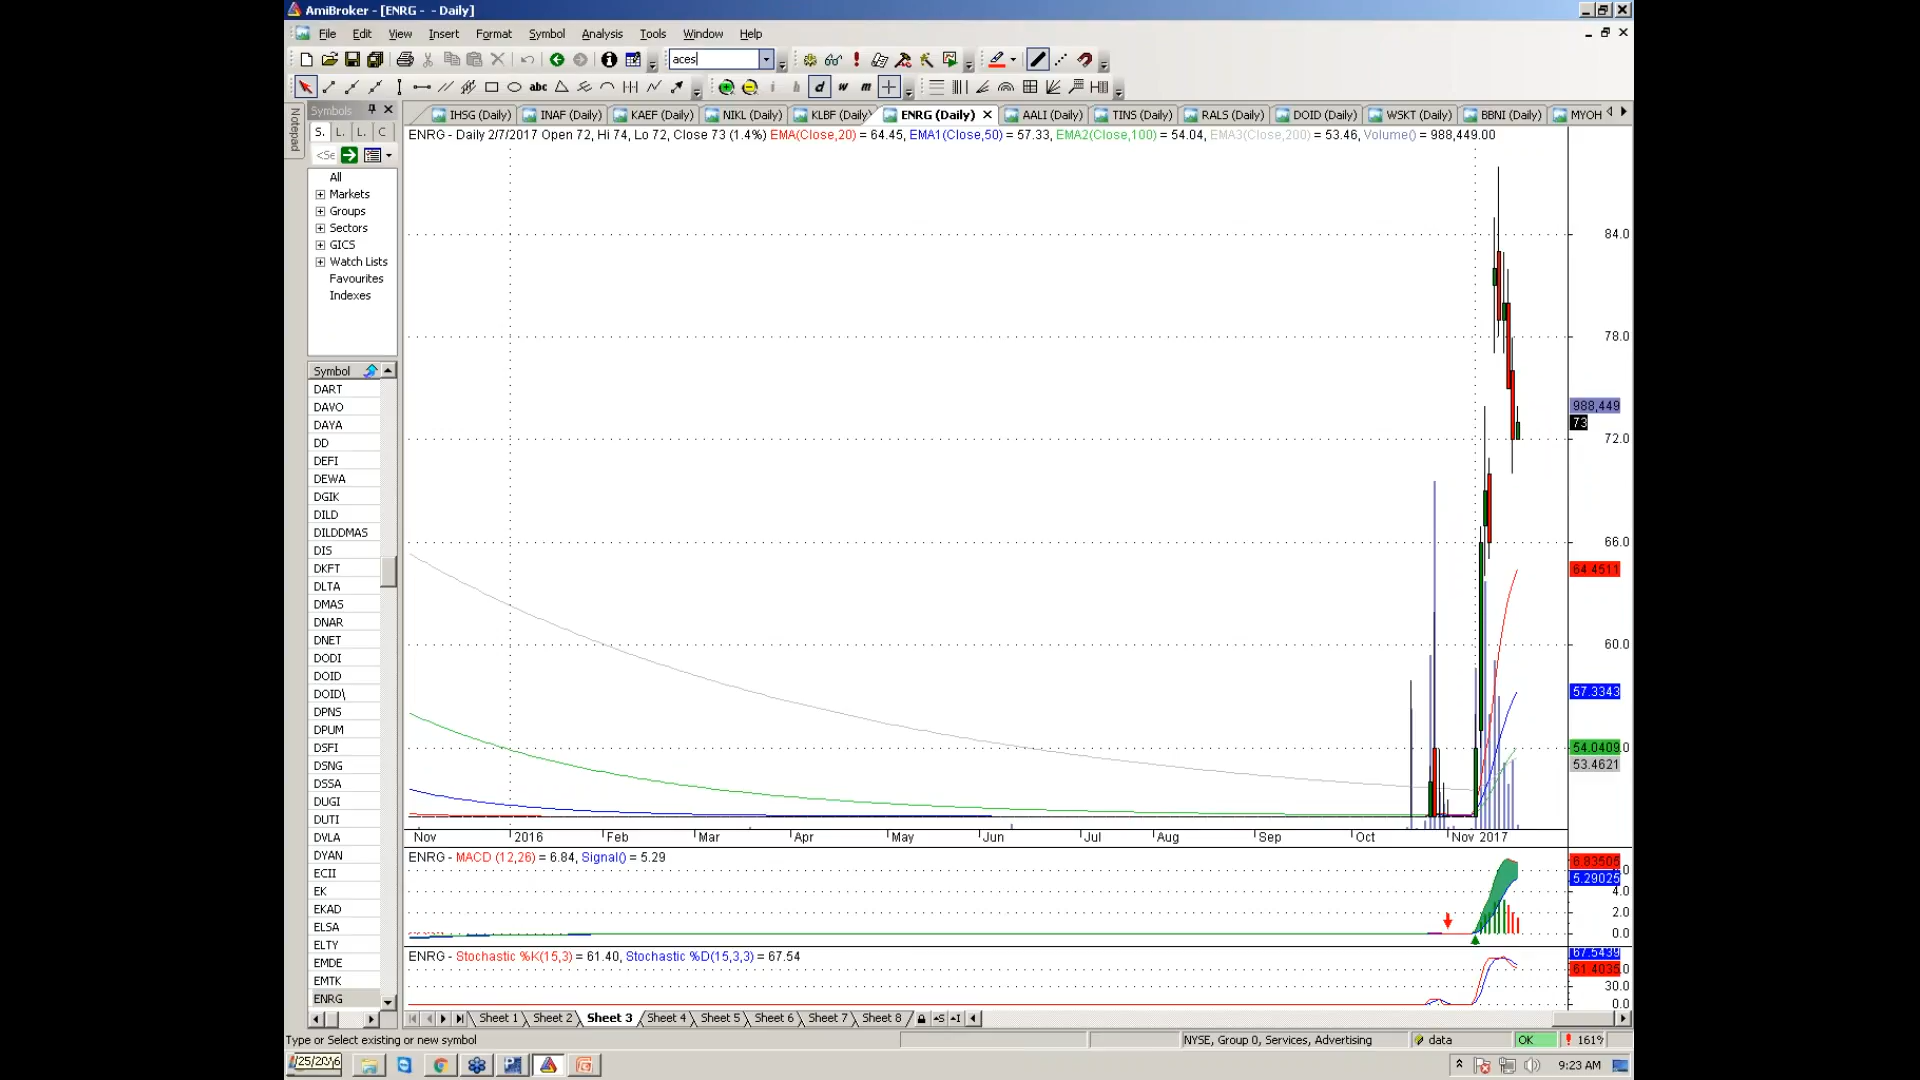 AmiBroker - [ENRG - - Daily]
File Edit View Insert Format Symbol Analysis Tools Window Help
aces
abc i h d w m
Notepad
Symbols
S. L. L. C
IHSG (Daily) INAF (Daily) KAEF (Daily) NIKL (Daily) KLBF (Daily) ENRG (Daily) AALI (Daily) TINS (Daily) RALS (Daily) DOID (Daily) WSKT (Daily) BBNI (Daily) MYOH
ENRG - Daily 2/7/2017 Open 72, Hi 74, Lo 72, Close 73 (1.4%) EMA(Close,20) = 64.45, EMA1(Close,50) = 57.33, EMA2(Close,100) = 54.04, EMA3(Close,200) = 53.46, Volume() = 988,449.00
<Se
All
Markets
Groups
Sectors
GICS
Watch Lists
Favourites
Indexes
Symbol
DART
DAVO
DAYA
DD
DEFI
DEWA
DGIK
DILD
DILDDMAS
DIS
DKFT
DLTA
DMAS
DNAR
DNET
DODI
DOID
DOID\
DPNS
DPUM
DSFI
DSNG
DSSA
DUGI
DUTI
DVLA
DYAN
ECII
EK
EKAD
ELSA
ELTY
EMDE
EMTK
ENRG
84.0
78.0
988,449
73
72.0
66.0
64.4511
60.0
57.3343
54.0409
53.4621
Nov 2016 Feb Mar Apr May Jun Jul Aug Sep Oct Nov 2017
ENRG - MACD (12,26) = 6.84, Signal() = 5.29
6.83505
5.29025
4.0
2.0
0.0
ENRG - Stochastic %K(15,3) = 61.40, Stochastic %D(15,3,3) = 67.54
67.5439
61.4035
30.0
0.0
Sheet 1 Sheet 2 Sheet 3 Sheet 4 Sheet 5 Sheet 6 Sheet 7 Sheet 8
Type or Select existing or new symbol
NYSE, Group 0, Services, Advertising
data
OK
9:23 AM